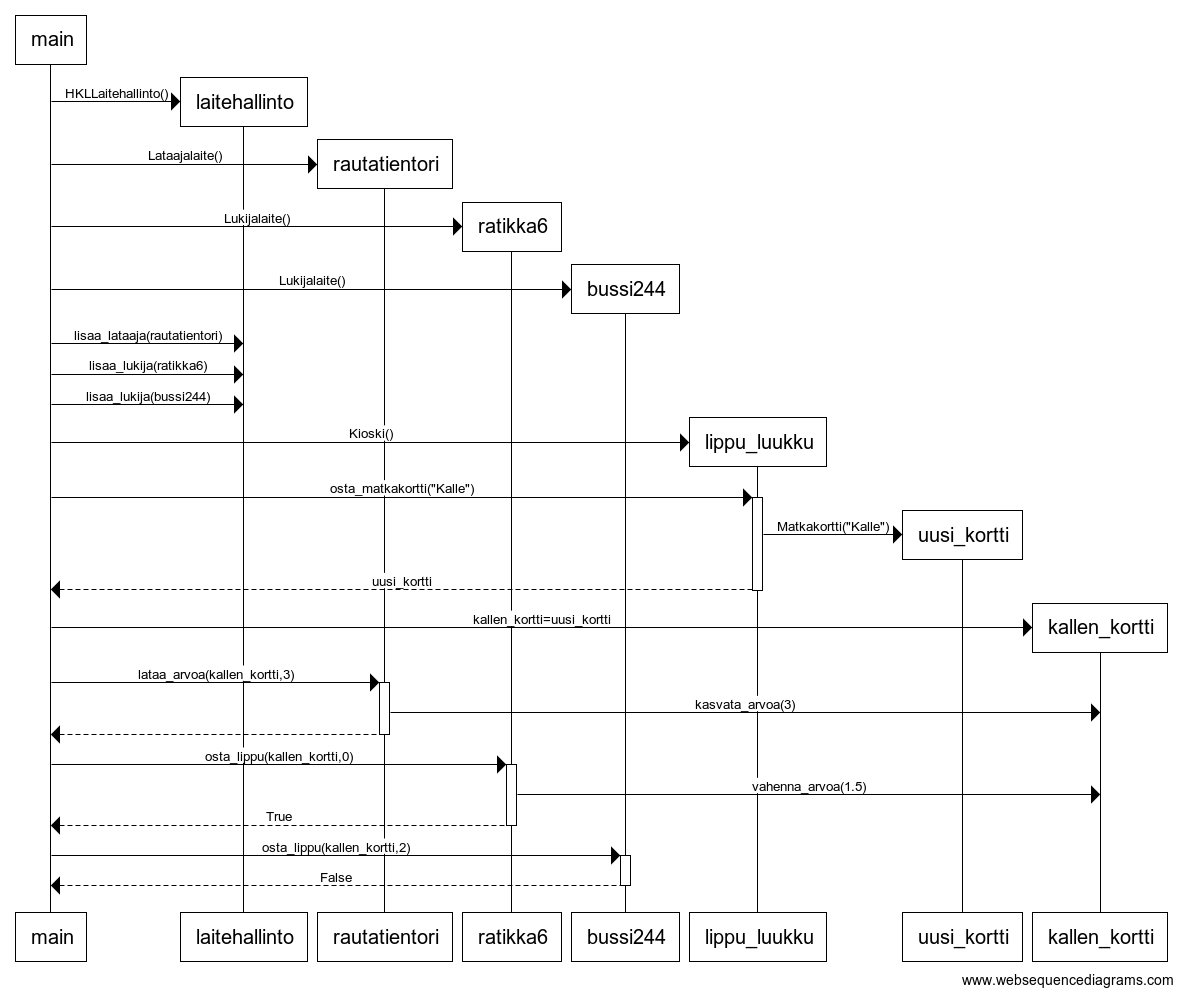 main
HKLLaitehallinto()
laitehallinto
Lataajalaite()
rautatientori
Lukijalaite()
ratikka6
Lukijalaite()
bussi244
lisaa_lataaja(rautatientori)
lisaa_lukija(ratikka6)
lisaa_lukija(bussi244)
Kioski()
lippu_luukku
osta_matkakortti("Kalle")
Matkakortti("Kalle")
uusi_kortti
uusi_kortti
kallen_kortti=uusi_kortti
kallen_kortti
lataa_arvoa(kallen_kortti,3)
kasvata_arvoa(3)
osta_lippu(kallen_kortti,0)
vahenna_arvoa(1.5)
True
osta_lippu(kallen_kortti,2)
False
main laitehallinto rautatientori ratikka6 bussi244 lippu_luukku uusi_kortti kallen_kortti
www.websequencediagrams.com